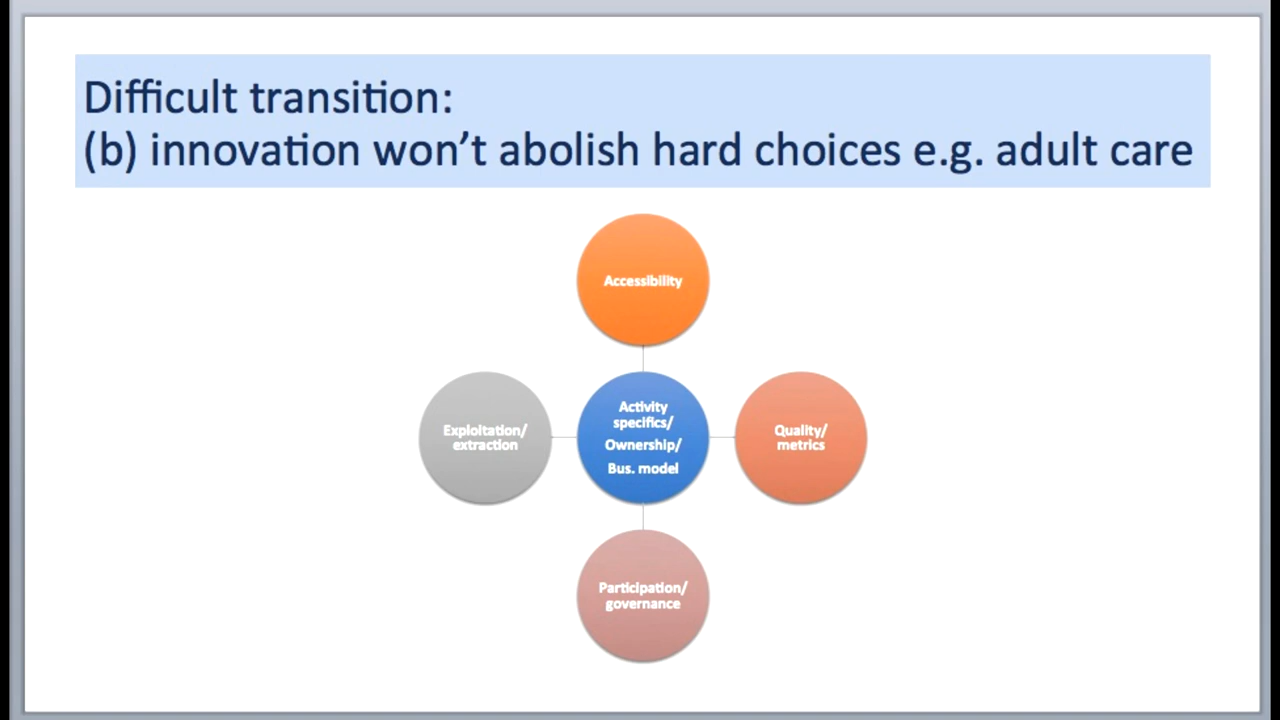 Difficult transition:
(b) innovation won’t abolish hard choices e.g. adult care
Accessibility
Exploitation/
extraction
Activity
specifics/
Ownership/
Bus. model
Quality/
metrics
Participation/
governance